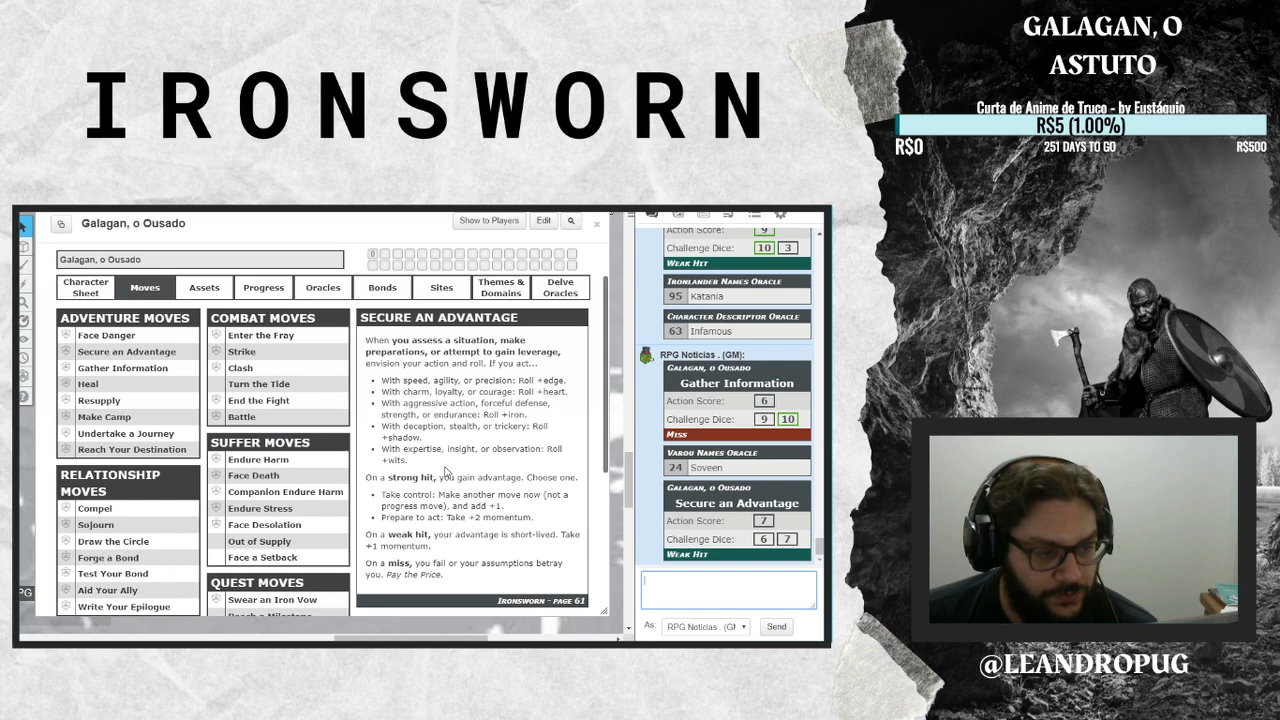 IRONSWORN
GALAGAN, O
ASTUTO
Curta de Anime de Truco - by Eustáquio
R$5 (1.00%)
R$0
251 DAYS TO GO
R$500
Galagan, o Ousado
Show to Players
Edit
Galagan, o Ousado
0
Character
Sheet
Moves
Assets
Progress
Oracles
Bonds
Sites
Themes &
Domains
Delve
Oracles
ADVENTURE MOVES
Face Danger
Secure an Advantage
Gather Information
Heal
Resupply
Make Camp
Undertake a Journey
Reach Your Destination
RELATIONSHIP
MOVES
Compel
Sojourn
Draw the Circle
Forge a Bond
Test Your Bond
Aid Your Ally
Write Your Epilogue
COMBAT MOVES
Enter the Fray
Strike
Clash
Turn the Tide
End the Fight
Battle
SUFFER MOVES
Endure Harm
Face Death
Companion Endure Harm
Endure Stress
Face Desolation
Out of Supply
Face a Setback
QUEST MOVES
Swear an Iron Vow
Reach a Milestone
SECURE AN ADVANTAGE
When you assess a situation, make
preparations, or attempt to gain leverage,
envision your action and roll. If you act...
• With speed, agility, or precision: Roll +edge.
• With charm, loyalty, or courage: Roll +heart.
• With aggressive action, forceful defense,
strength, or endurance: Roll +iron.
• With deception, stealth, or trickery: Roll
+shadow.
• With expertise, insight, or observation: Roll
+wits.
On a strong hit, you gain advantage. Choose one.
• Take control: Make another move now (not a
progress move), and add +1.
• Prepare to act: Take +2 momentum.
On a weak hit, your advantage is short-lived. Take
+1 momentum.
On a miss, you fail or your assumptions betray
you. Pay the Price.
IRONSWORN - PAGE 61
Action Score: 9
Challenge Dice: 10 3
WEAK HIT
IRONLANDER NAMES ORACLE
95 Katania
CHARACTER DESCRIPTOR ORACLE
63 Infamous
RPG Noticias . (GM):
GALAGAN, O OUSADO
Gather Information
Action Score: 6
Challenge Dice: 9 10
MISS
VAROU NAMES ORACLE
24 Soveen
GALAGAN, O OUSADO
Secure an Advantage
Action Score: 7
Challenge Dice: 6 7
WEAK HIT
As: RPG Noticias . (GM
Send
PG
@LEANDROPUG